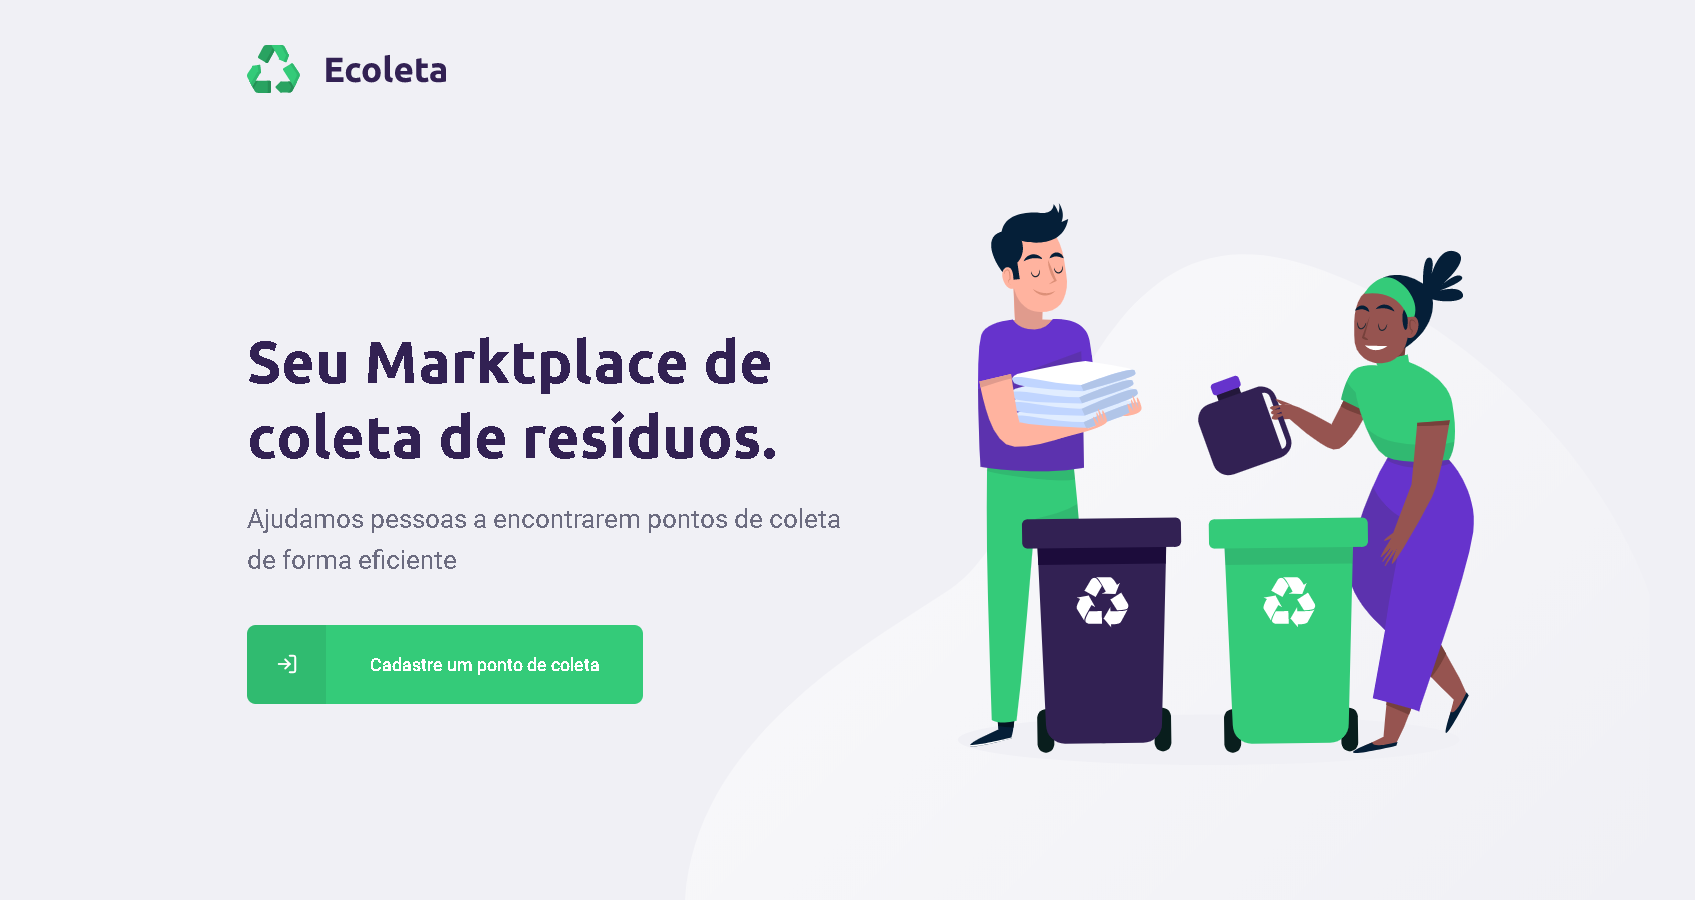 Ecoleta
Seu Marktplace de
coleta de resíduos.
Ajudamos pessoas a encontrarem pontos de coleta
de forma eficiente
Cadastre um ponto de coleta